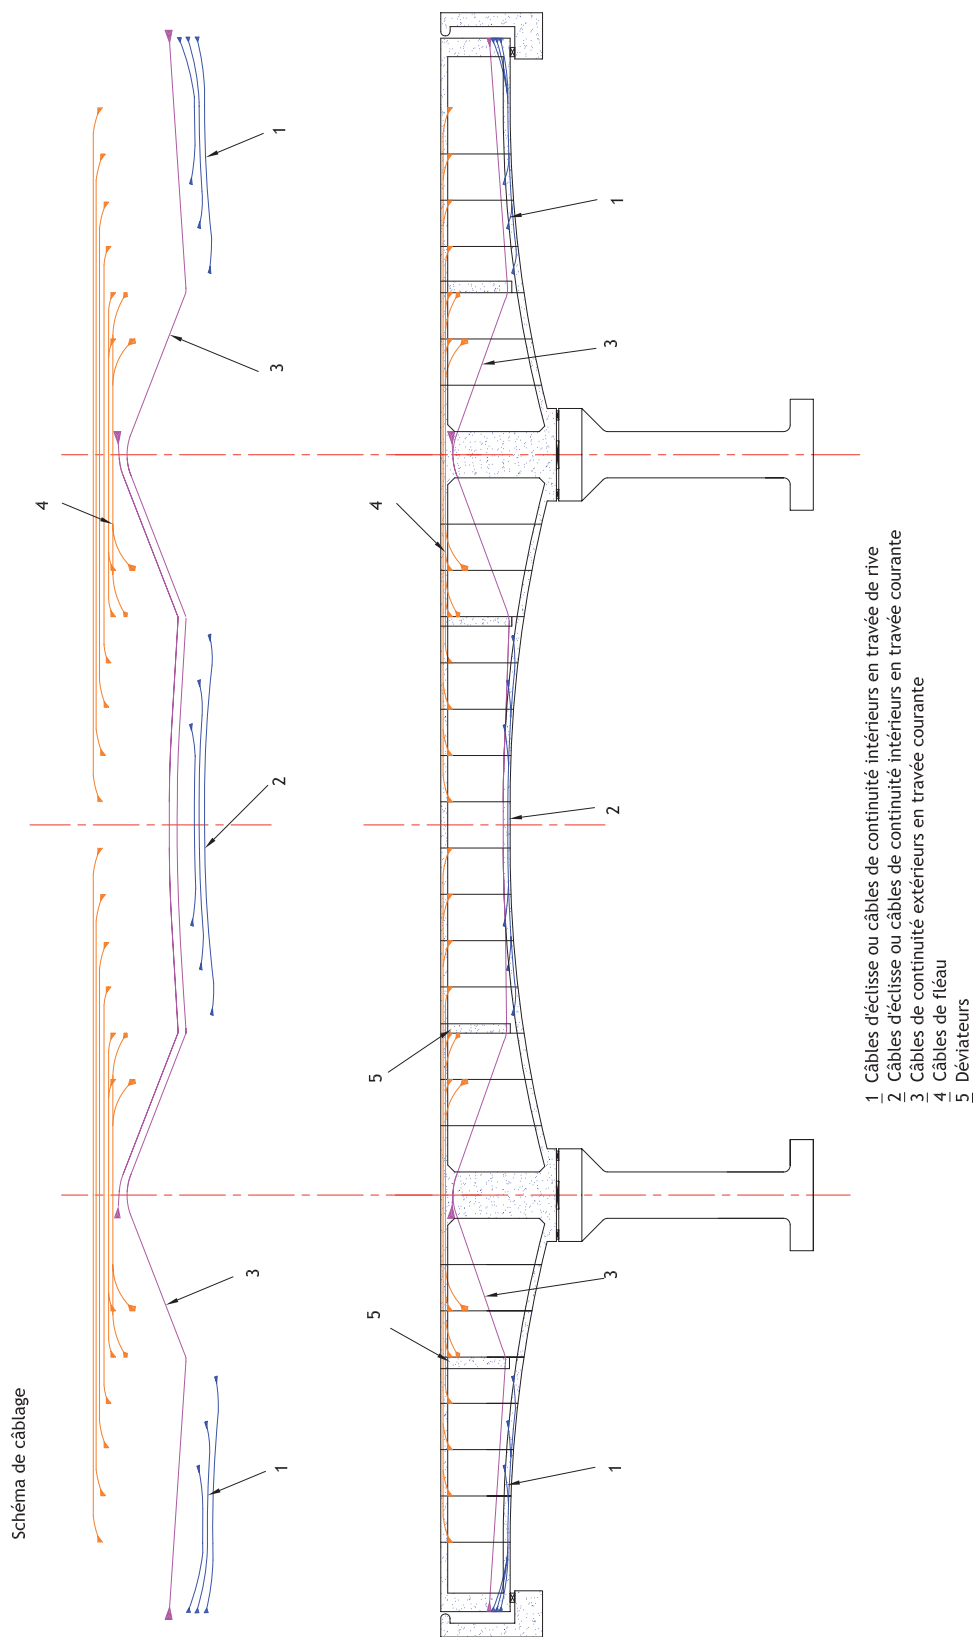 Schéma de câblage
1
3
4
2
3
1
1
3
4
2
5
3
5
1
1 Câbles d'éclisse ou câbles de continuité intérieurs en travée de rive
2 Câbles d'éclisse ou câbles de continuité intérieurs en travée courante
3 Câbles de continuité extérieurs en travée courante
4 Câbles de fléau
5 Déviateurs